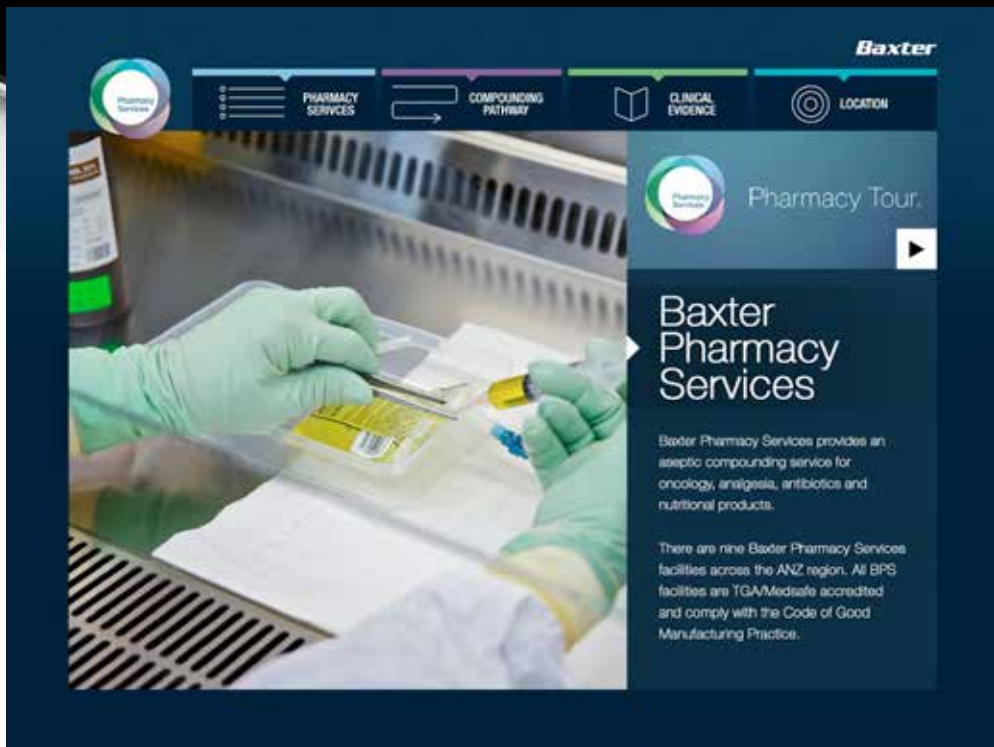 Baxter
Pharmacy
Services
PHARMACY
SERIVCES
COMPOUNDING
PATHWAY
CLINICAL
EVIDENCE
LOCATION
Pharmacy
Services
Pharmacy Tour.
Baxter
Pharmacy
Services
Baxter Pharmacy Services provides an
aseptic compounding service for
oncology, analgesia, antibiotics and
nutritional products.
There are nine Baxter Pharmacy Services
facilities across the ANZ region. All BPS
facilities are TGA/Medsafe accredited
and comply with the Code of Good
Manufacturing Practice.